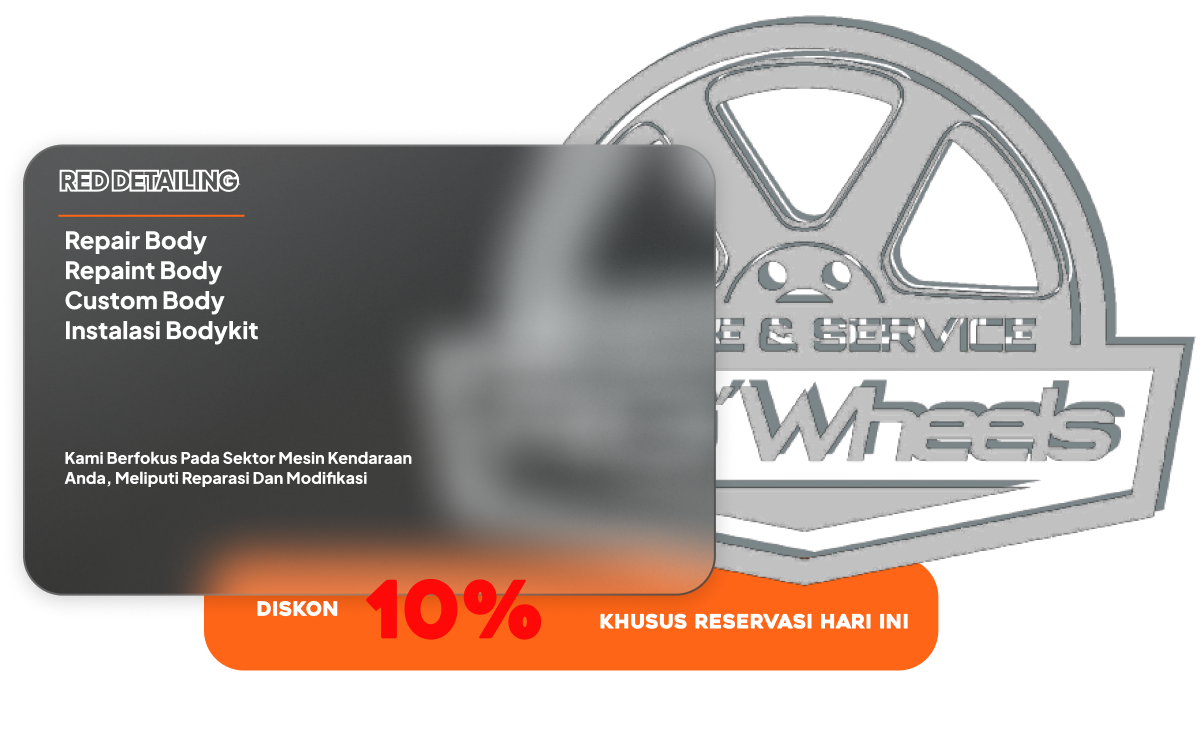 RED DETAILING
Repair Body
Repaint Body
Custom Body
Instalasi Bodykit
& SERVICE
Wheels
Kami Berfokus Pada Sektor Mesin Kendaraan
Anda, Meliputi Reparasi Dan Modifikasi
DISKON 10% KHUSUS RESERVASI HARI INI